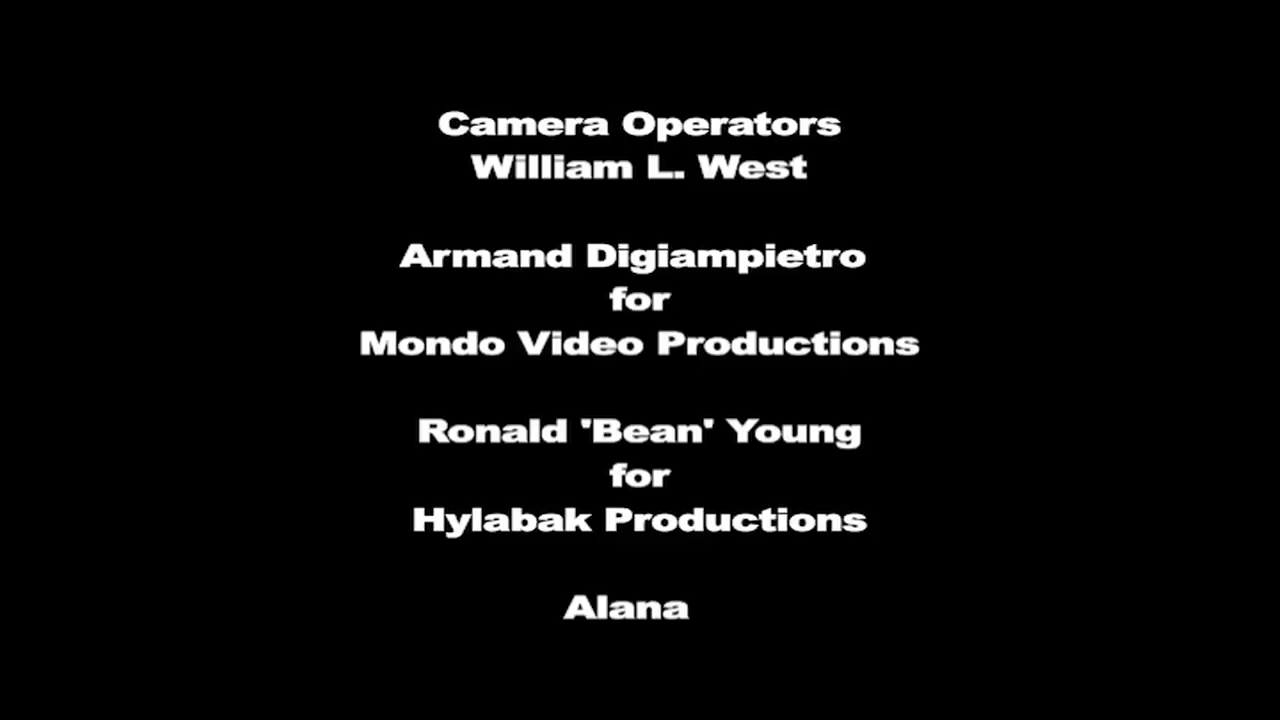 Camera Operators
William L. West
Armand Digiampietro
for
Mondo Video Productions
Ronald 'Bean' Young
for
Hylabak Productions
Alana